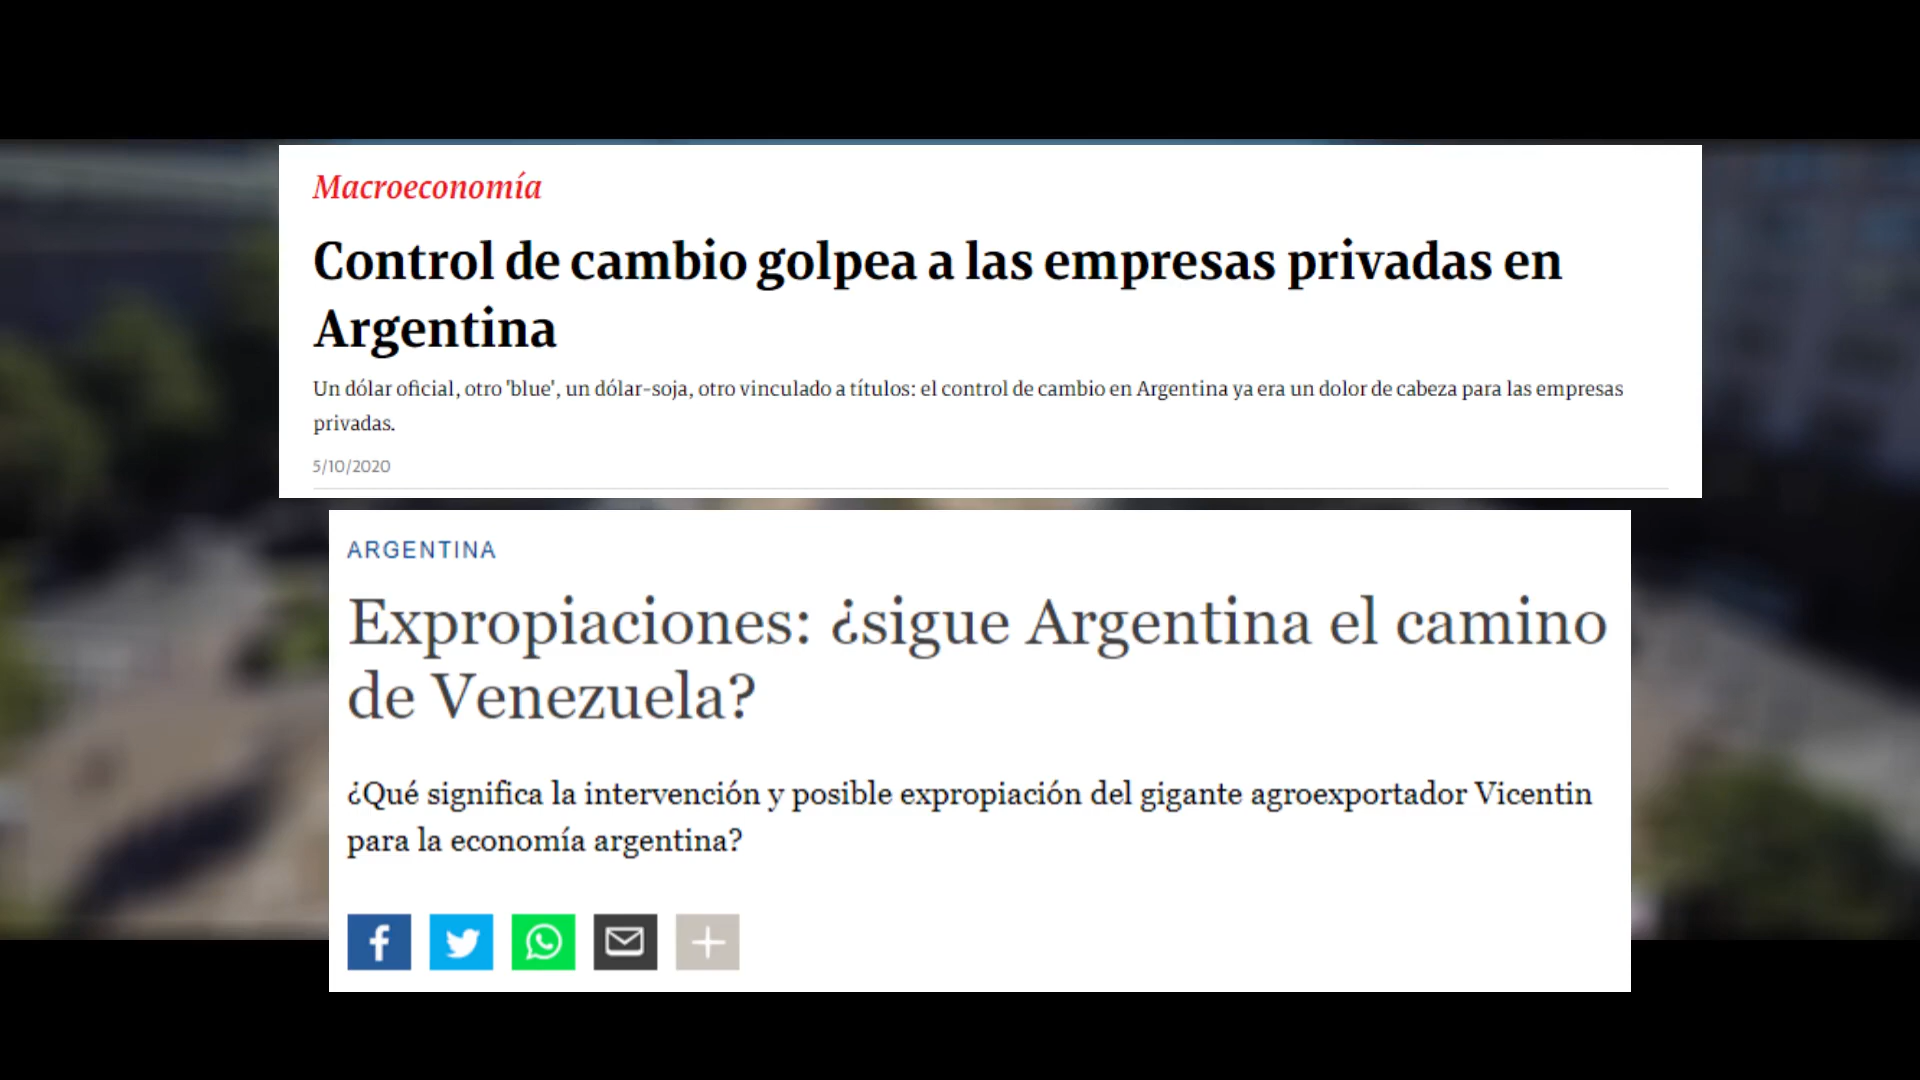 Macroeconomía
Control de cambio golpea a las empresas privadas en
Argentina
Un dólar oficial, otro 'blue', un dólar-soja, otro vinculado a títulos: el control de cambio en Argentina ya era un dolor de cabeza para las empresas
privadas.
5/10/2020
ARGENTINA
Expropiaciones: ¿sigue Argentina el camino
de Venezuela?
¿Qué significa la intervención y posible expropiación del gigante agroexportador Vicentin
para la economía argentina?